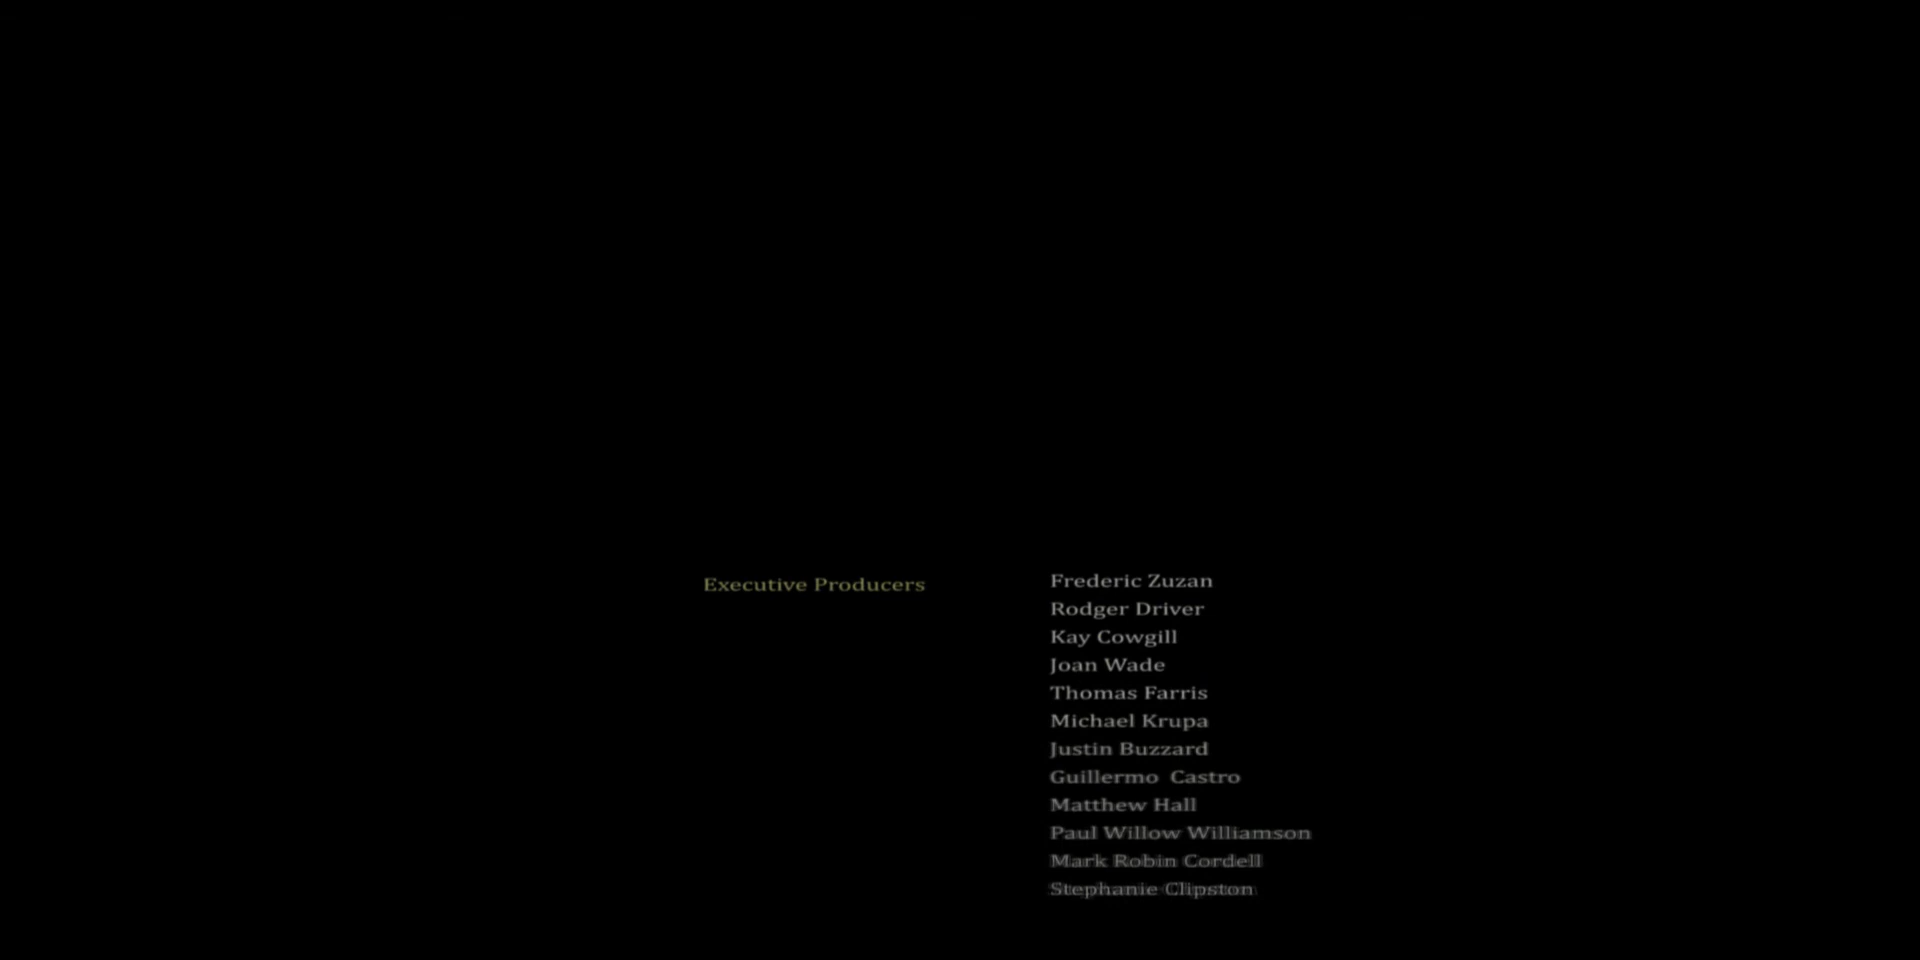 Executive Producers
Frederic Zuzan
Rodger Driver
Kay Cowgill
Joan Wade
Thomas Farris
Michael Krupa
Justin Buzzard
Guillermo  Castro
Matthew Hall
Paul Willow Williamson
Mark Robin Cordell
Stephanie Clipston